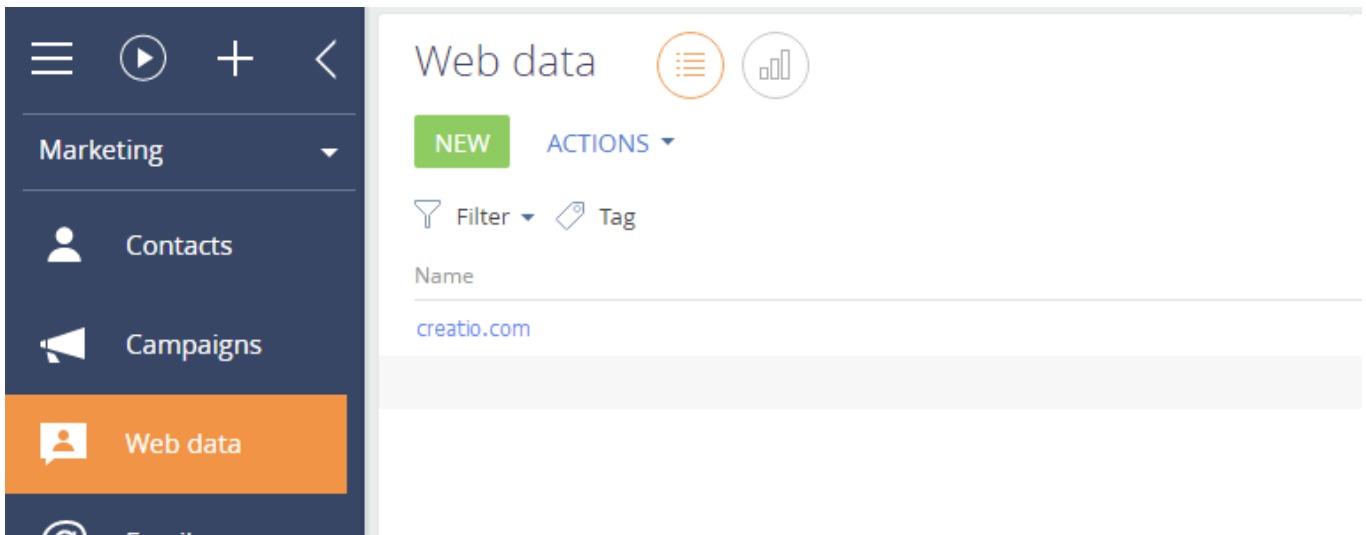 Web data
NEW ACTIONS
Marketing
Filter Tag
Contacts
Name
creatio.com
Campaigns
Web data